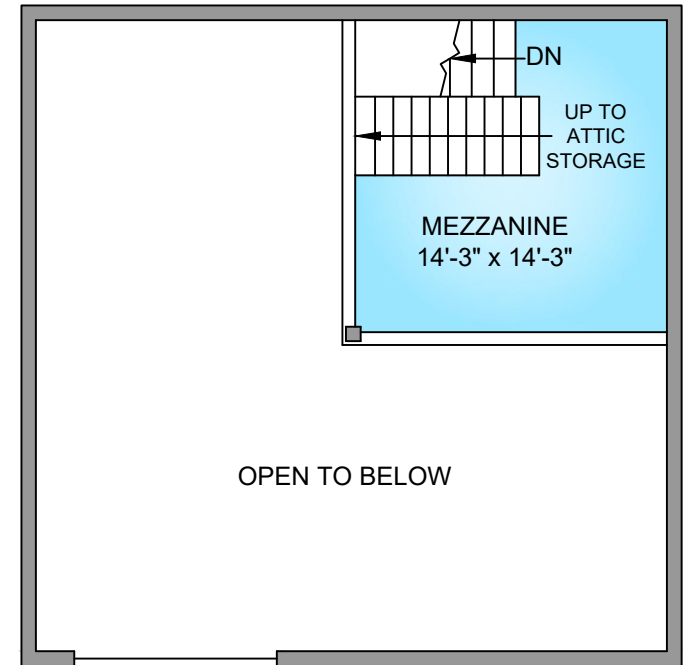 DN
UP TO
ATTIC
STORAGE
MEZZANINE
14'-3" x 14'-3"
OPEN TO BELOW